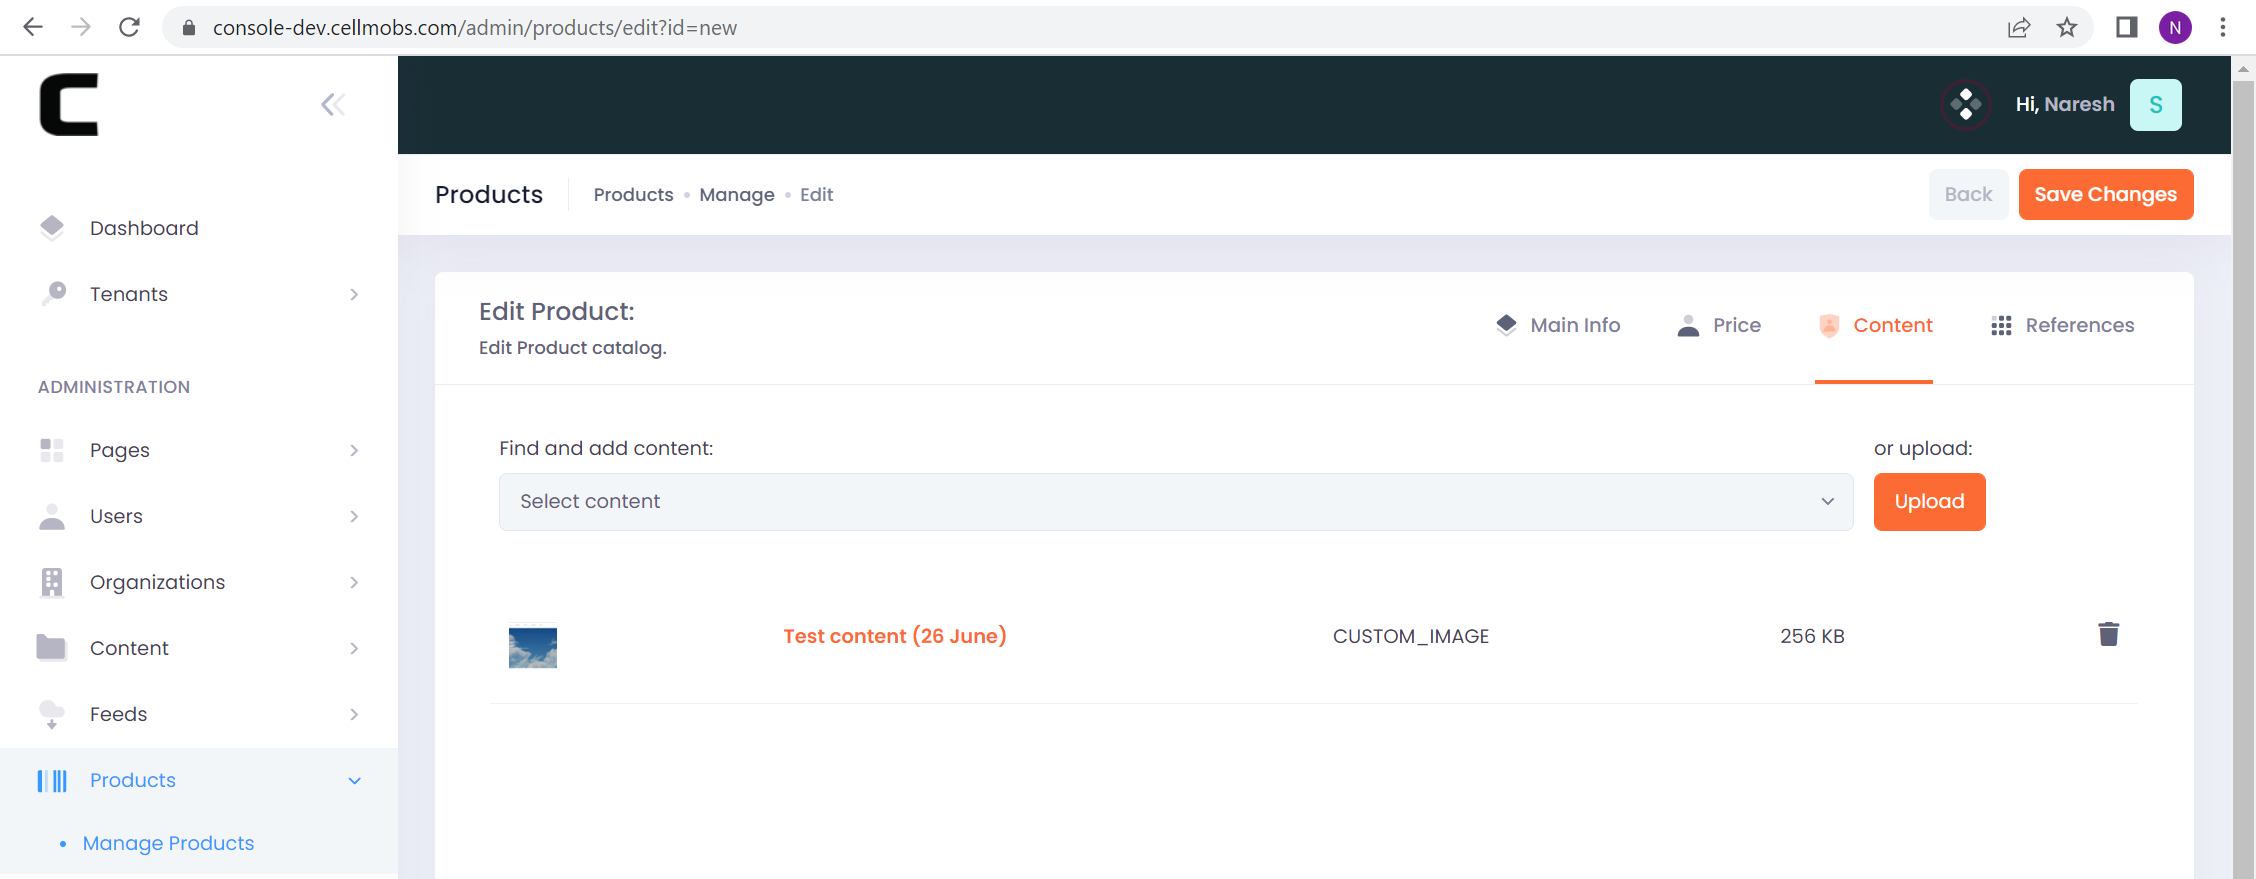 console-dev.cellmobs.com/admin/products/edit?id=new
N
C
Hi, Naresh
S
Products
Products • Manage • Edit
Back
Save Changes
Dashboard
Tenants
ADMINISTRATION
Pages
Users
Organizations
Content
Feeds
Products
• Manage Products
Edit Product:
Edit Product catalog.
Main Info
Price
Content
References
Find and add content:
or upload:
Select content
Upload
Test content (26 June)
CUSTOM_IMAGE
256 KB